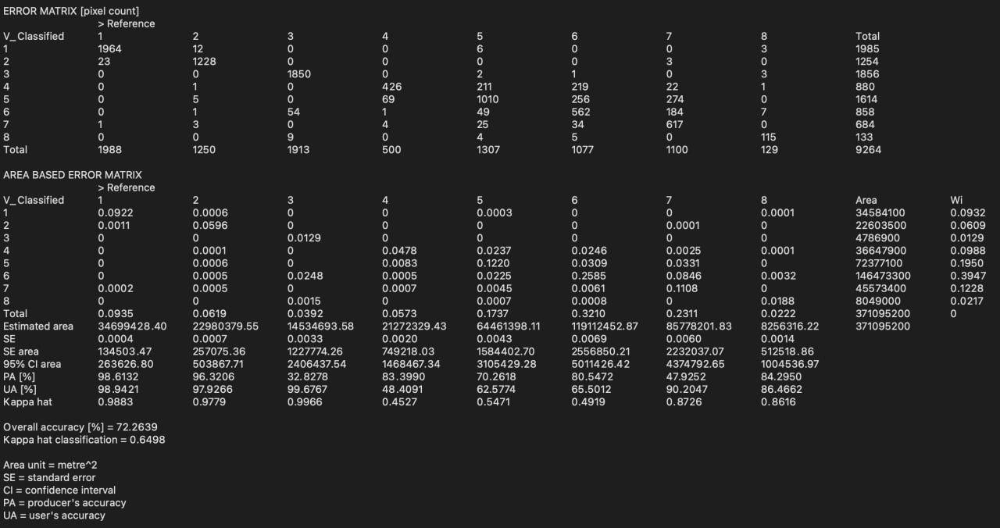 ERROR MATRIX [pixel count]
> Reference
V_Classified 1 2 3 4 5 6 7 8 Total
1 1964 12 0 0 6 0 0 3 1985
2 23 1228 0 0 0 0 3 0 1254
3 0 0 1850 0 2 1 0 3 1856
4 0 1 0 426 211 219 22 1 880
5 0 5 0 69 1010 256 274 0 1614
6 0 1 54 1 49 562 184 7 858
7 1 3 0 4 25 34 617 0 684
8 0 0 9 0 4 5 0 115 133
Total 1988 1250 1913 500 1307 1077 1100 129 9264
AREA BASED ERROR MATRIX
> Reference
V_Classified 1 2 3 4 5 6 7 8 Area Wi
1 0.0922 0.0006 0 0 0.0003 0 0 0.0001 34584100 0.0932
2 0.0011 0.0596 0 0 0 0 0.0001 0 22603500 0.0609
3 0 0 0.0129 0 0 0 0 0 4786900 0.0129
4 0 0.0001 0 0.0478 0.0237 0.0246 0.0025 0.0001 36647900 0.0988
5 0 0.0006 0 0.0083 0.1220 0.0309 0.0331 0 72377100 0.1950
6 0 0.0005 0.0248 0.0005 0.0225 0.2585 0.0846 0.0032 146473300 0.3947
7 0.0002 0.0005 0 0.0007 0.0045 0.0061 0.1108 0 45573400 0.1228
8 0 0 0.0015 0 0.0007 0.0008 0 0.0188 8049000 0.0217
Total 0.0935 0.0619 0.0392 0.0573 0.1737 0.3210 0.2311 0.0222 371095200 0
Estimated area 34699428.40 22980379.55 14534693.58 21272329.43 64461398.11 119112452.87 85778201.83 8256316.22 371095200
SE 0.0004 0.0007 0.0033 0.0020 0.0043 0.0069 0.0060 0.0014
SE area 134503.47 257075.36 1227774.26 749218.03 1584402.70 2556850.21 2232037.07 512518.86
95% CI area 263626.80 503867.71 2406437.54 1468467.34 3105429.28 5011426.42 4374792.65 1004536.97
PA [%] 98.6132 96.3206 32.8278 83.3990 70.2618 80.5472 47.9252 84.2950
UA [%] 98.9421 97.9266 99.6767 48.4091 62.5774 65.5012 90.2047 86.4662
Kappa hat 0.9883 0.9779 0.9966 0.4527 0.5471 0.4919 0.8726 0.8616
Overall accuracy [%] = 72.2639
Kappa hat classification = 0.6498
Area unit = metre^2
SE = standard error
CI = confidence interval
PA = producer's accuracy
UA = user's accuracy